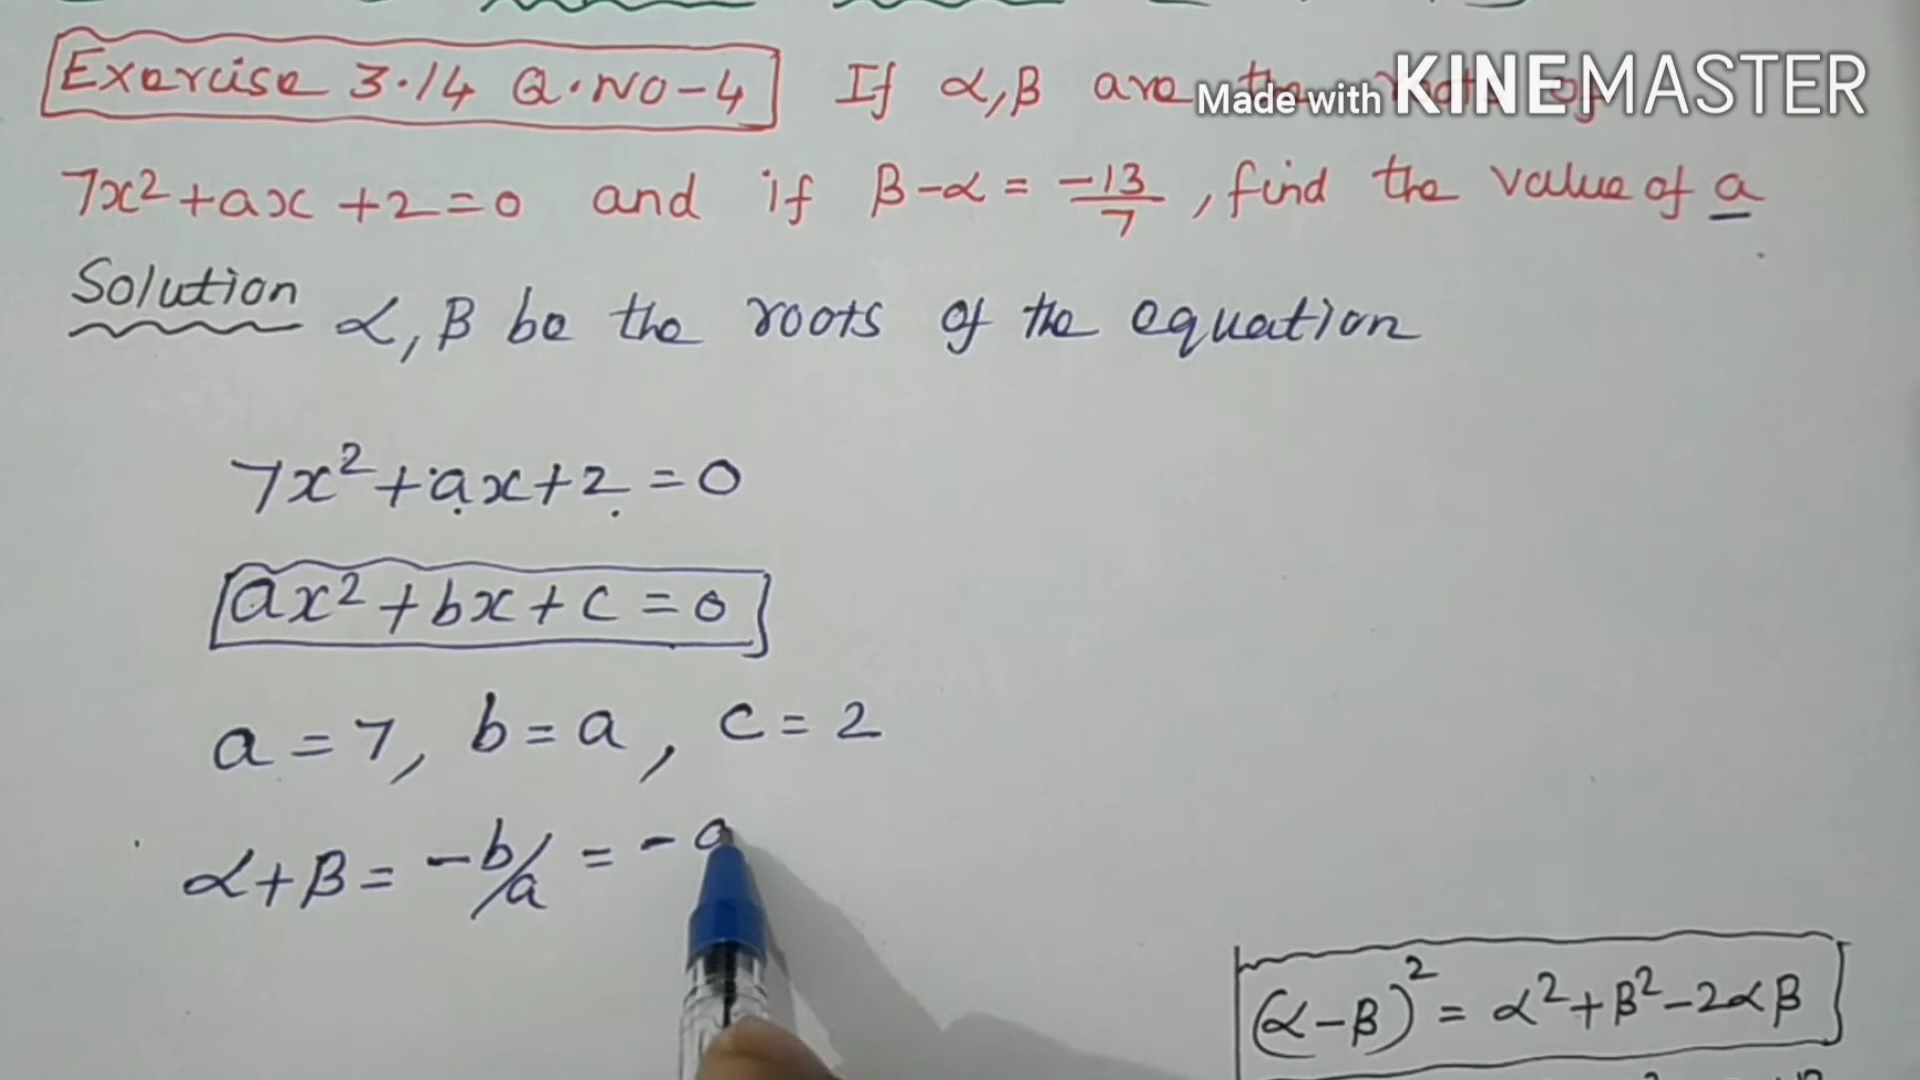 Exercise 3.14 Q.NO-4 If α, β are the
Made with KINEMASTER
7x²+ax+2=0 and if β-α = -13/7, find the value of a
Solution α, β be the roots of the equation
7x²+ax+2=0
ax²+bx+c=0
a=7, b=a, c=2
α+β = -b/a = -a
(α-β)² = α²+β²-2αβ